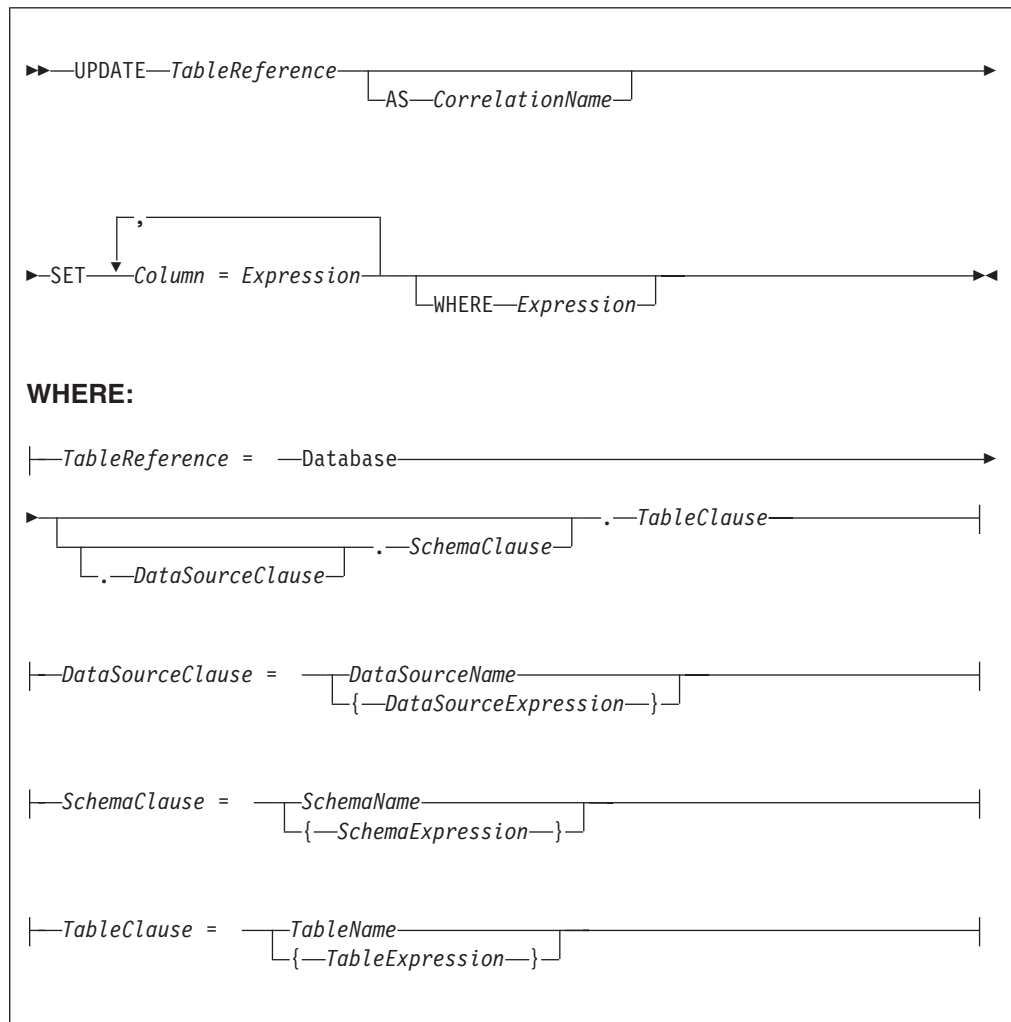 UPDATE TableReference
AS CorrelationName
,
SET Column = Expression
WHERE Expression
WHERE:
TableReference = Database
. TableClause
. SchemaClause
. DataSourceClause
DataSourceClause = DataSourceName
{ DataSourceExpression }
SchemaClause = SchemaName
{ SchemaExpression }
TableClause = TableName
{ TableExpression }